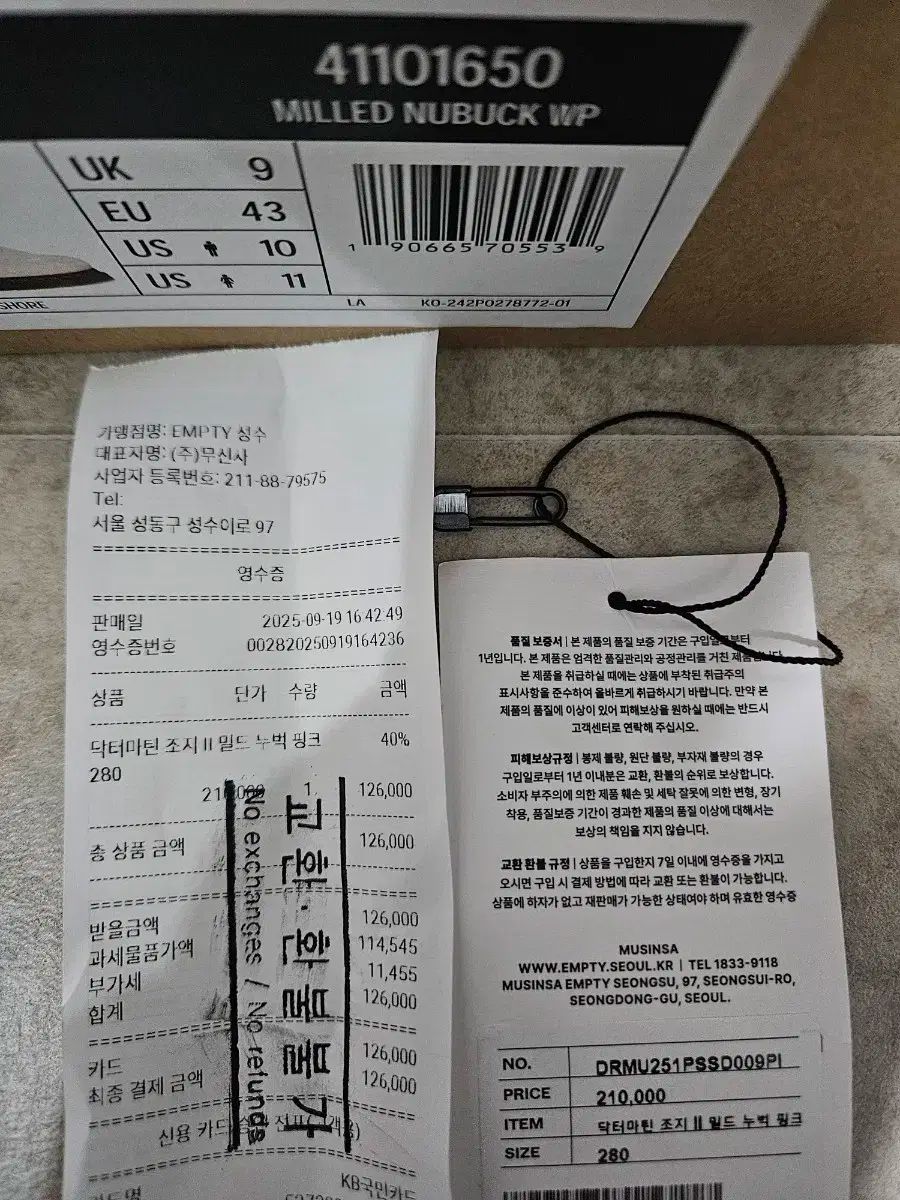 41101650
MILLED NUBUCK WP
UK 9
EU 43
US 10
US 11
1 90665 70553 9
SHORE
LA KO-242P0278772-01
가맹점명: EMPTY 성수
대표자명: (주)무신사
사업자 등록번호: 211-88-79575
Tel:
서울 성동구 성수이로 97
영수증
판매일 2025-09-19 16:42:49
영수증번호 002820250919164236
상품 단가 수량 금액
닥터마틴 조지 II 밀드 누벅 핑크 40%
280
1 126,000
총 상품 금액 126,000
받을금액 126,000
과세물품가액 114,545
부가세 11,455
합계 126,000
카드 126,000
최종 결제 금액 126,000
신용 카드
KB국민카드
교환·환불불가
No exchanges / No refunds
품질 보증서 | 본 제품의 품질 보증 기간은 구입일로부터
1년입니다. 본 제품은 엄격한 품질관리와 공정관리를 거친 제품입니다.
본 제품을 취급하실 때에는 상품에 부착된 취급주의
표시사항을 준수하여 올바르게 취급하시기 바랍니다. 만약 본
제품의 품질에 이상이 있어 피해보상을 원하실 때에는 반드시
고객센터로 연락해 주십시오.
피해보상규정 | 봉제 불량, 원단 불량, 부자재 불량의 경우
구입일로부터 1년 이내분은 교환, 환불의 순위로 보상합니다.
소비자 부주의에 의한 제품 훼손 및 세탁 잘못에 의한 변형, 장기
착용, 품질보증 기간이 경과한 제품의 품질 이상에 대해서는
보상의 책임을 지지 않습니다.
교환 환불 규정 | 상품을 구입한지 7일 이내에 영수증을 가지고
오시면 구입 시 결제 방법에 따라 교환 또는 환불이 가능합니다.
상품에 하자가 없고 재판매가 가능한 상태여야 하며 유효한 영수증
MUSINSA
WWW.EMPTY.SEOUL.KR | TEL 1833-9118
MUSINSA EMPTY SEONGSU, 97, SEONGSUI-RO,
SEONGDONG-GU, SEOUL.
NO. DRMU251PSSD009PI
PRICE 210,000
ITEM 닥터마틴 조지 II 밀드 누벅 핑크
SIZE 280